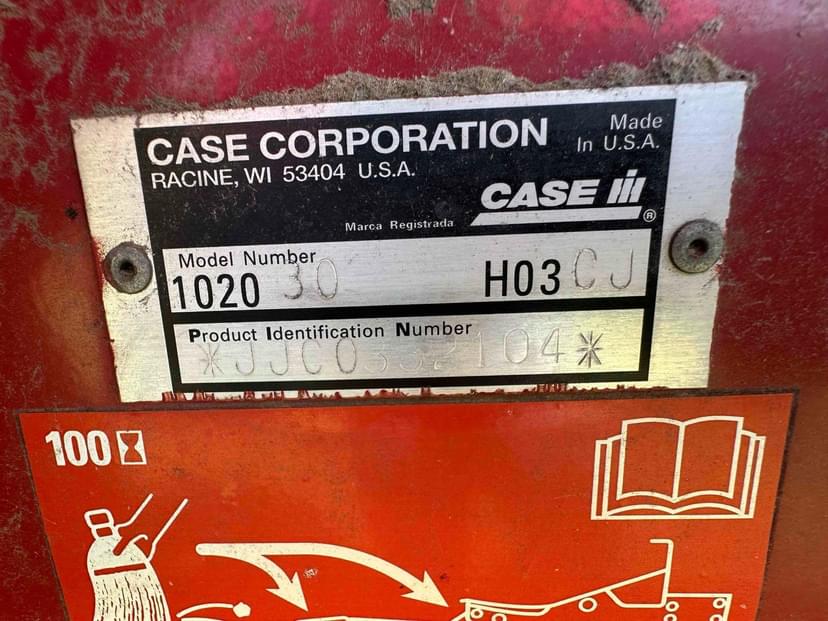 CASE CORPORATION
Made
In U.S.A.
RACINE, WI 53404 U.S.A.
CASE IH
Marca Registrada ®
Model Number
1020 30 H03 CJ
Product Identification Number
*JJC0332104*
100